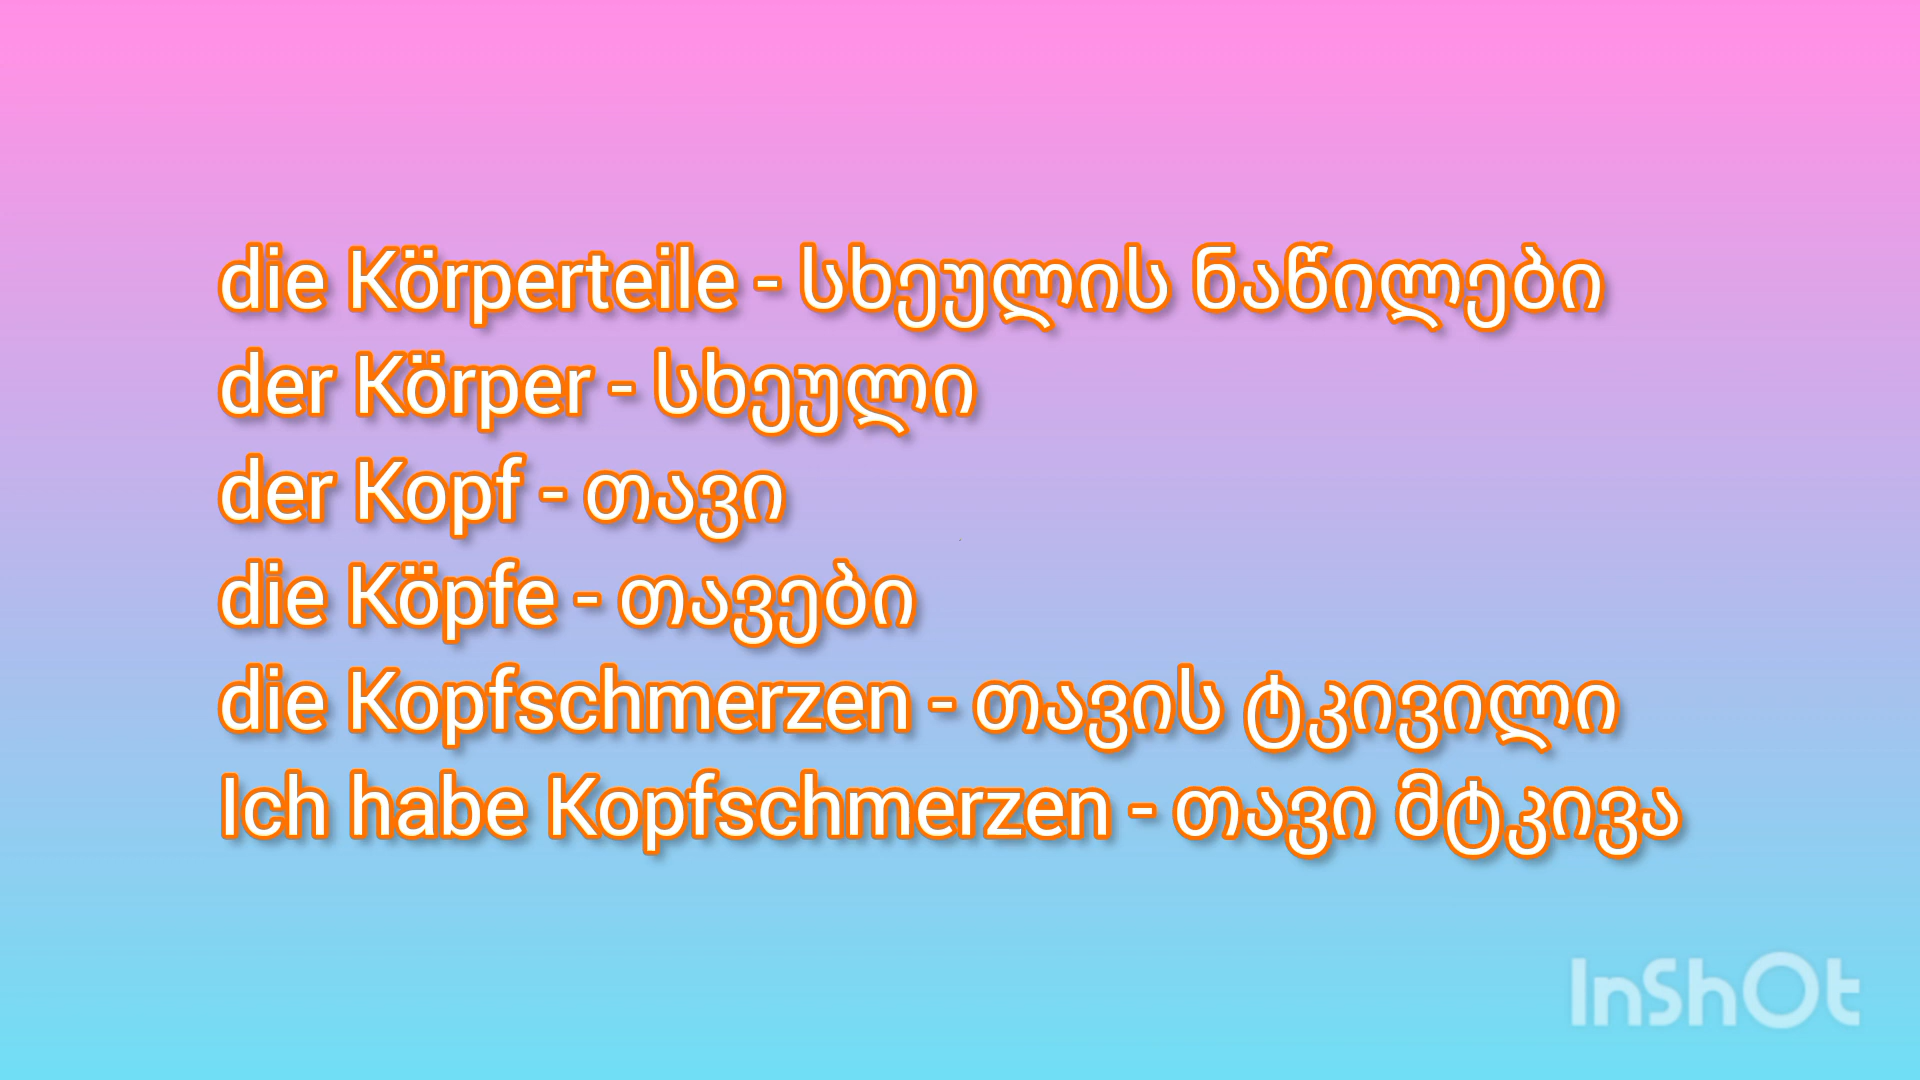 die Körperteile - სხეულის ნაწილები
der Körper - სხეული
der Kopf - თავი
die Köpfe - თავები
die Kopfschmerzen - თავის ტკივილი
Ich habe Kopfschmerzen - თავი მტკივა
InShOt